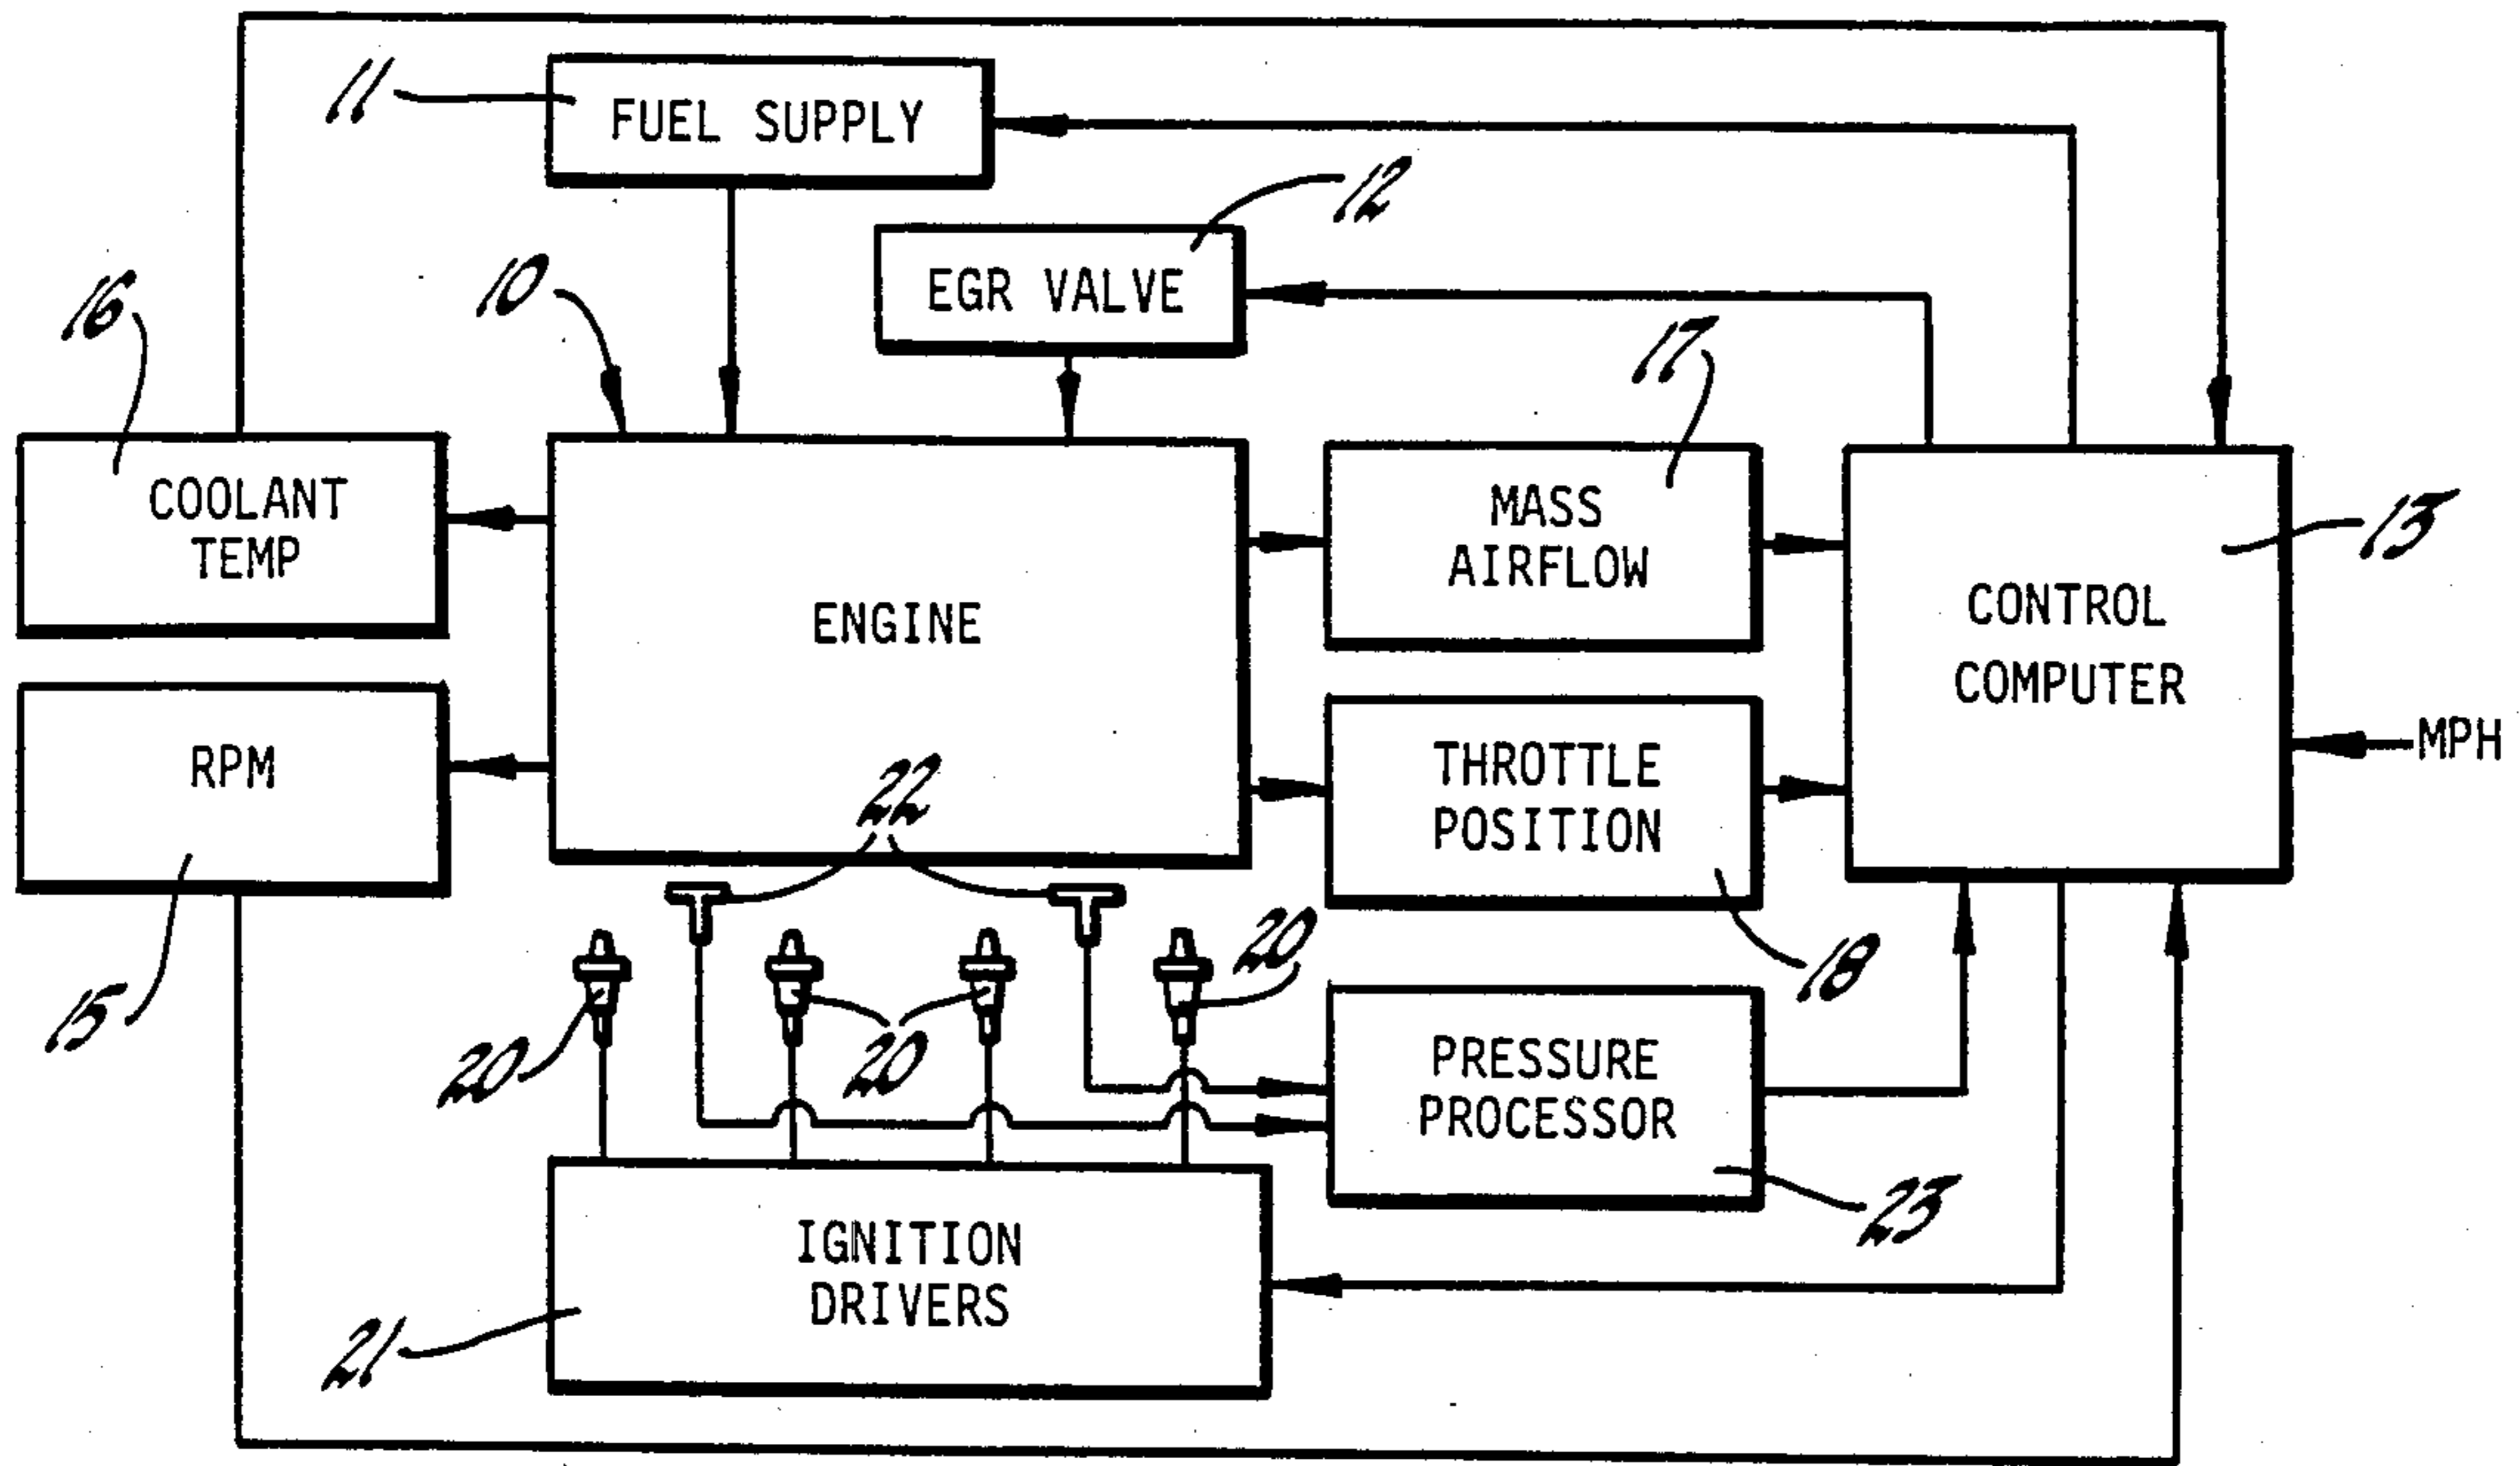 11
FUEL SUPPLY
12
EGR VALVE
10
16
17
COOLANT
TEMP
MASS
AIRFLOW
13
ENGINE
CONTROL
COMPUTER
RPM
22
THROTTLE
POSITION
MPH
15
20
18
20
20
PRESSURE
PROCESSOR
23
IGNITION
DRIVERS
21